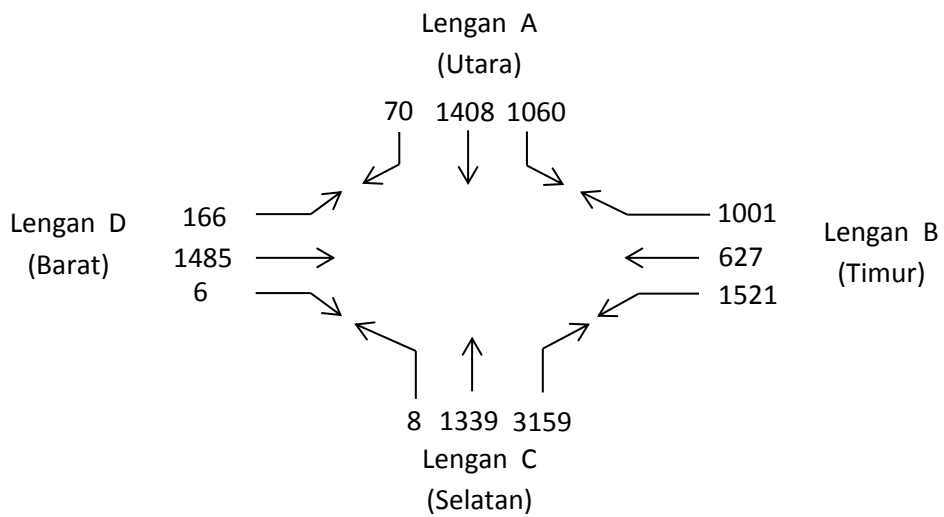 Lengan A
(Utara)
70 1408 1060
Lengan D
(Barat)
166
1485
6
1001
627
1521
Lengan B
(Timur)
8 1339 3159
Lengan C
(Selatan)